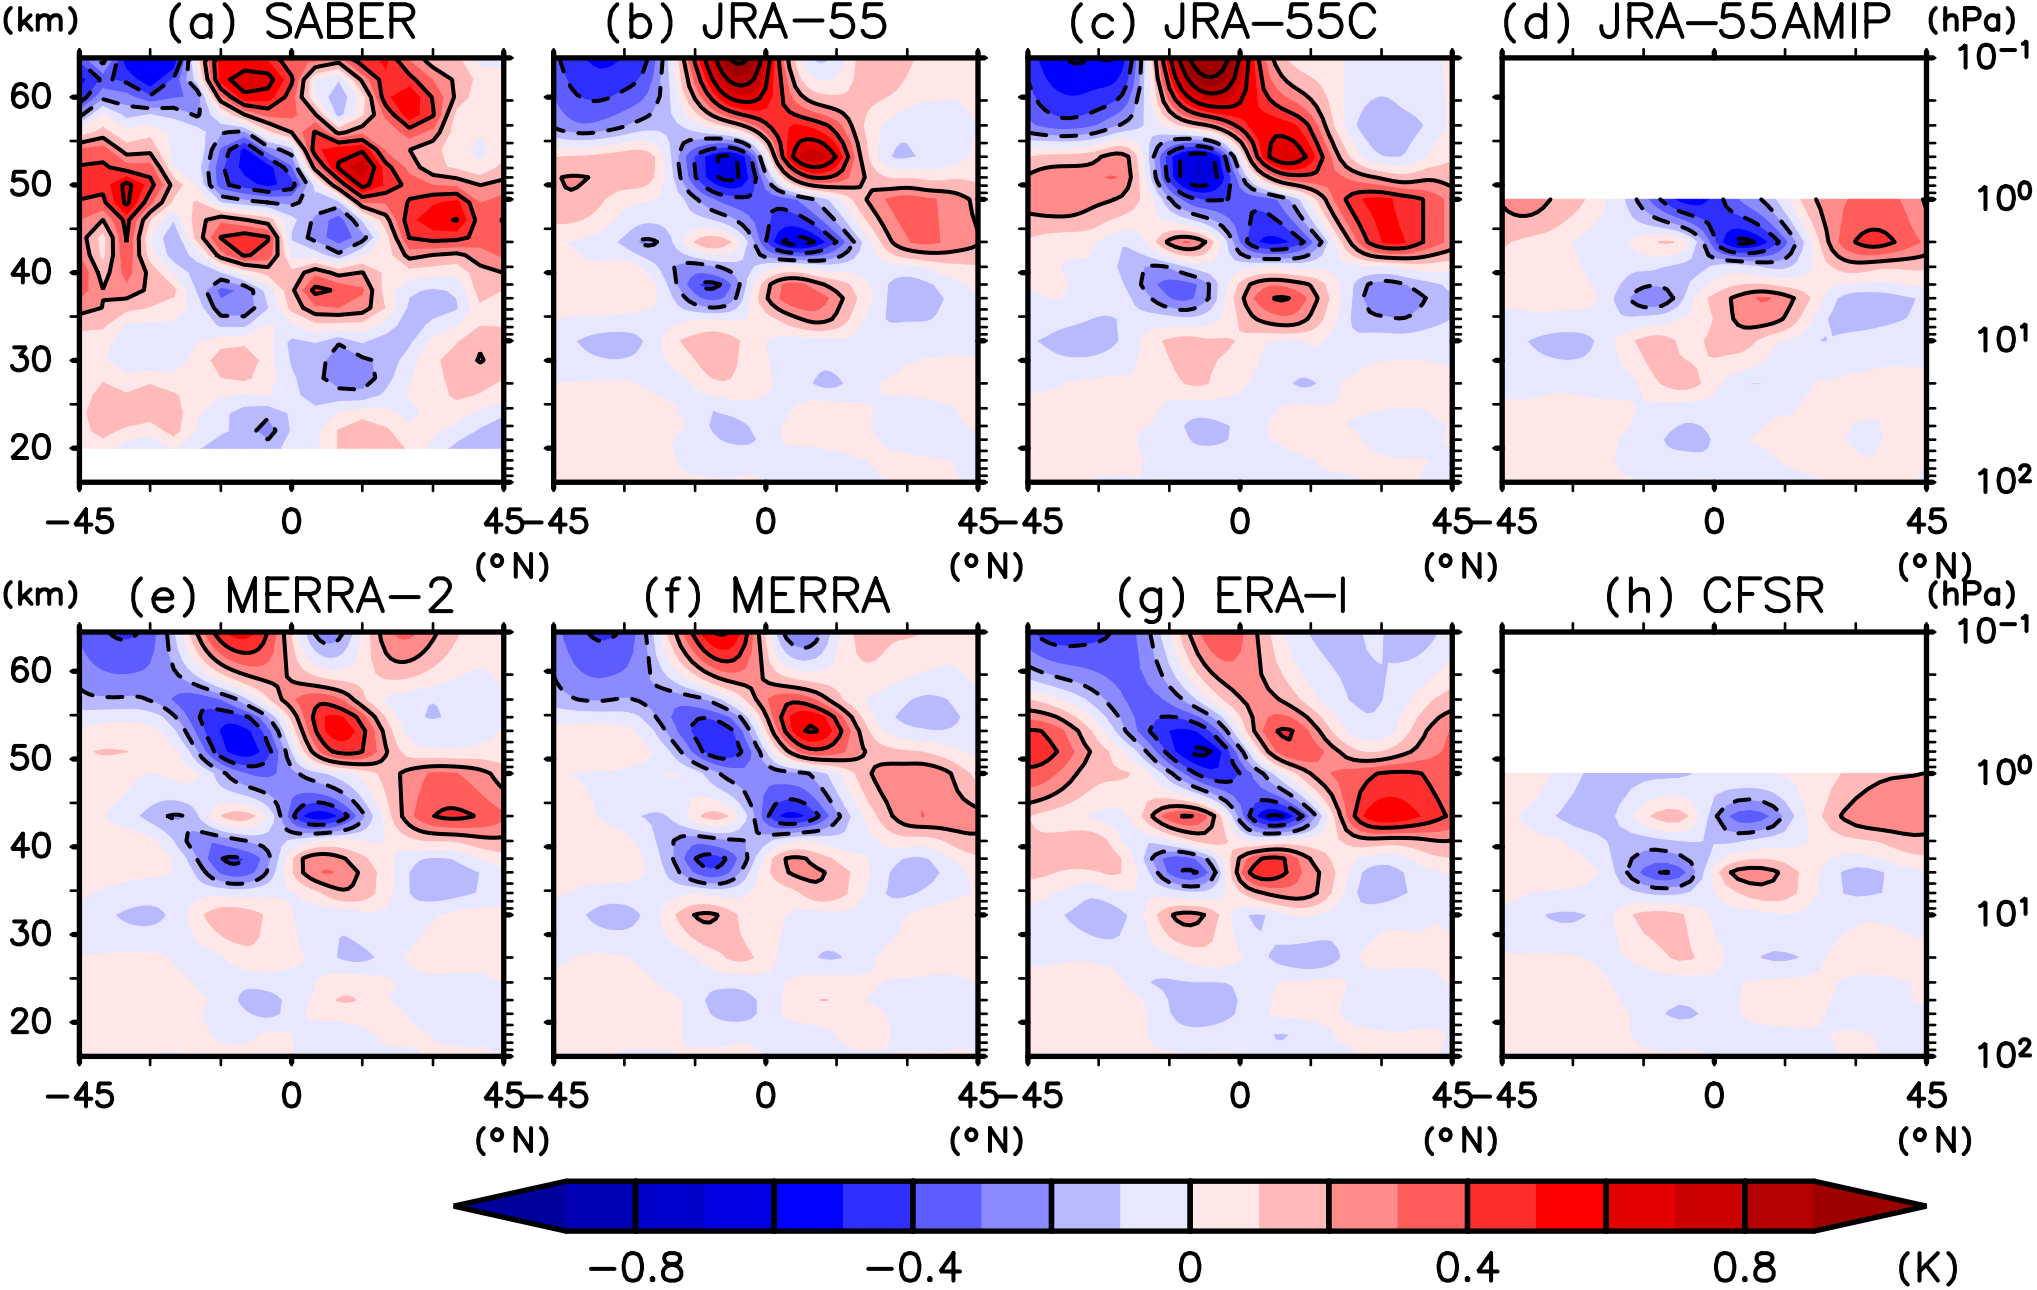 (km) (a) SABER (b) JRA-55 (c) JRA-55C (d) JRA-55AMIP (hPa)
60 10⁻¹
50 10⁰
40
30 10¹
20
10²
-45 0 45 -45 0 45 -45 0 45 -45 0 45
(°N) (°N) (°N) (°N)
(km) (e) MERRA-2 (f) MERRA (g) ERA-I (h) CFSR (hPa)
60 10⁻¹
50 10⁰
40
30 10¹
20
10²
-45 0 45 -45 0 45 -45 0 45 -45 0 45
(°N) (°N) (°N) (°N)
-0.8 -0.4 0 0.4 0.8 (K)